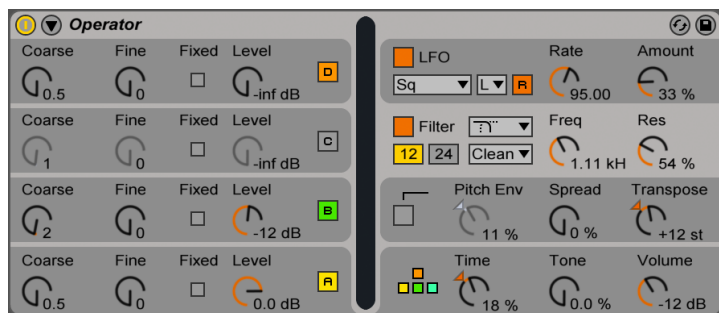 Operator
Coarse Fine Fixed Level
0.5 0 -inf dB D
Coarse Fine Fixed Level
1 0 -inf dB C
Coarse Fine Fixed Level
2 0 -12 dB B
Coarse Fine Fixed Level
0.5 0 0.0 dB A
LFO Rate Amount
Sq L R 95.00 33 %
Filter Freq Res
12 24 Clean 1.11 kH 54 %
Pitch Env Spread Transpose
11 % 0 % +12 st
Time Tone Volume
18 % 0.0 % -12 dB